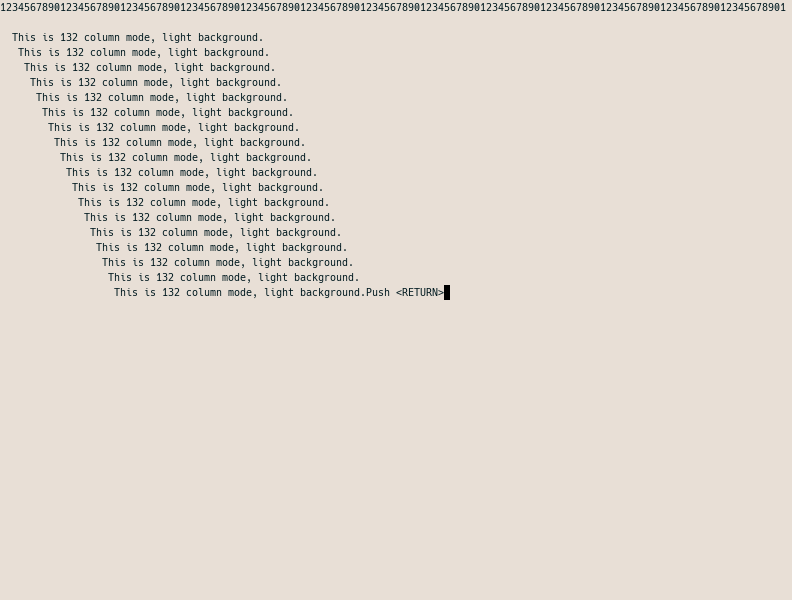 12345678901234567890123456789012345678901234567890123456789012345678901234567890123456789012345678901234567890123456789012345678901
  This is 132 column mode, light background.
   This is 132 column mode, light background.
    This is 132 column mode, light background.
     This is 132 column mode, light background.
      This is 132 column mode, light background.
       This is 132 column mode, light background.
        This is 132 column mode, light background.
         This is 132 column mode, light background.
          This is 132 column mode, light background.
           This is 132 column mode, light background.
            This is 132 column mode, light background.
             This is 132 column mode, light background.
              This is 132 column mode, light background.
               This is 132 column mode, light background.
                This is 132 column mode, light background.
                 This is 132 column mode, light background.
                  This is 132 column mode, light background.
                   This is 132 column mode, light background.Push <RETURN>